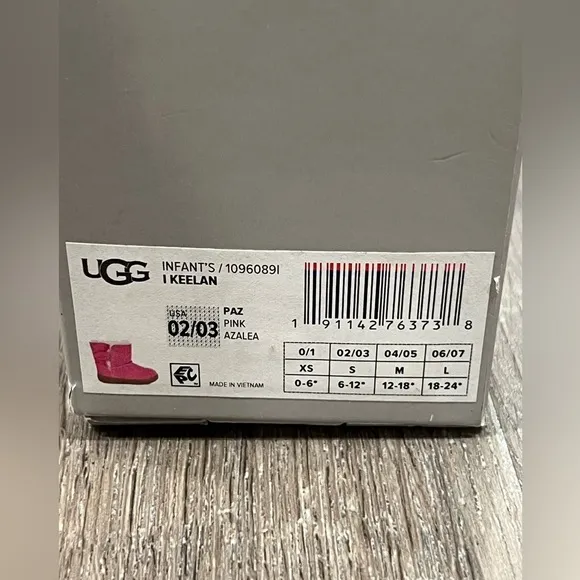 UGG
INFANT'S / 1096089I
I KEELAN
USA
02/03
PAZ
PINK
AZALEA
MADE IN VIETNAM
1 91142 76373 8
0/1 02/03 04/05 06/07
XS S M L
0-6* 6-12* 12-18* 18-24*